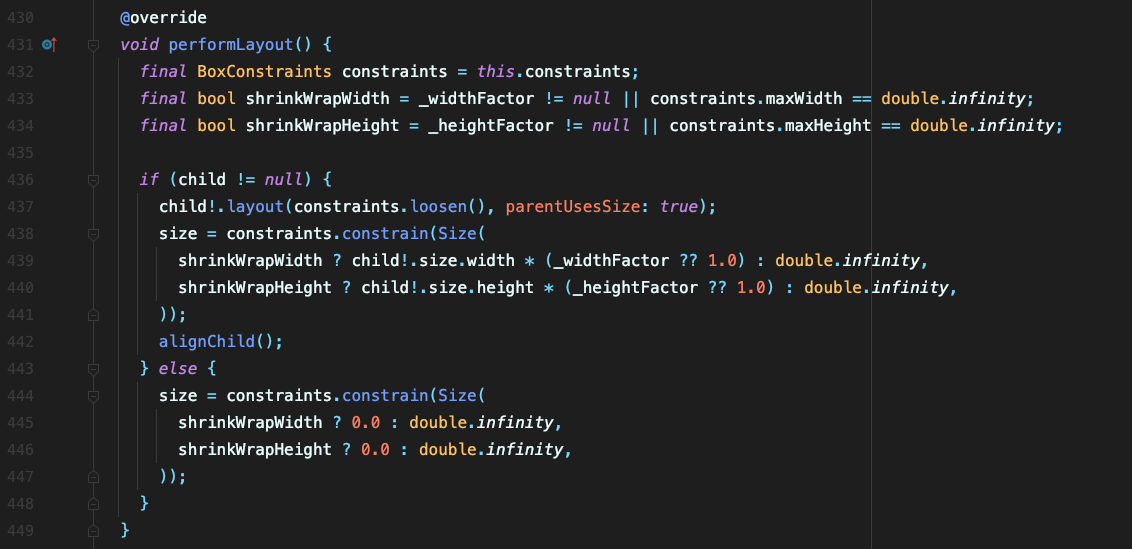 430 @override
431 void performLayout() {
432 final BoxConstraints constraints = this.constraints;
433 final bool shrinkWrapWidth = _widthFactor != null || constraints.maxWidth == double.infinity;
434 final bool shrinkWrapHeight = _heightFactor != null || constraints.maxHeight == double.infinity;
435
436 if (child != null) {
437 child!.layout(constraints.loosen(), parentUsesSize: true);
438 size = constraints.constrain(Size(
439 shrinkWrapWidth ? child!.size.width * (_widthFactor ?? 1.0) : double.infinity,
440 shrinkWrapHeight ? child!.size.height * (_heightFactor ?? 1.0) : double.infinity,
441 ));
442 alignChild();
443 } else {
444 size = constraints.constrain(Size(
445 shrinkWrapWidth ? 0.0 : double.infinity,
446 shrinkWrapHeight ? 0.0 : double.infinity,
447 ));
448 }
449 }